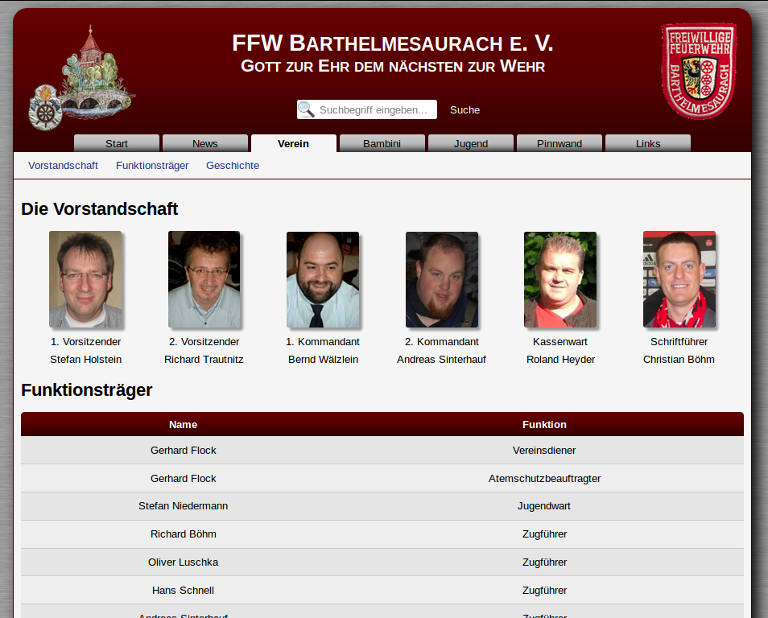 FFW BARTHELMESAURACH E. V.
GOTT ZUR EHR DEM NÄCHSTEN ZUR WEHR
FREIWILLIGE
FEUERWEHR
BARTHELMESAURACH
Suchbegriff eingeben... Suche
Start News Verein Bambini Jugend Pinnwand Links
Vorstandschaft Funktionsträger Geschichte
Die Vorstandschaft
1. Vorsitzender 2. Vorsitzender 1. Kommandant 2. Kommandant Kassenwart Schriftführer
Stefan Holstein Richard Trautnitz Bernd Wälzlein Andreas Sinterhauf Roland Heyder Christian Böhm
Funktionsträger
Name Funktion
Gerhard Flock Vereinsdiener
Gerhard Flock Atemschutzbeauftragter
Stefan Niedermann Jugendwart
Richard Böhm Zugführer
Oliver Luschka Zugführer
Hans Schnell Zugführer
Andreas Sinterhauf Zugführer